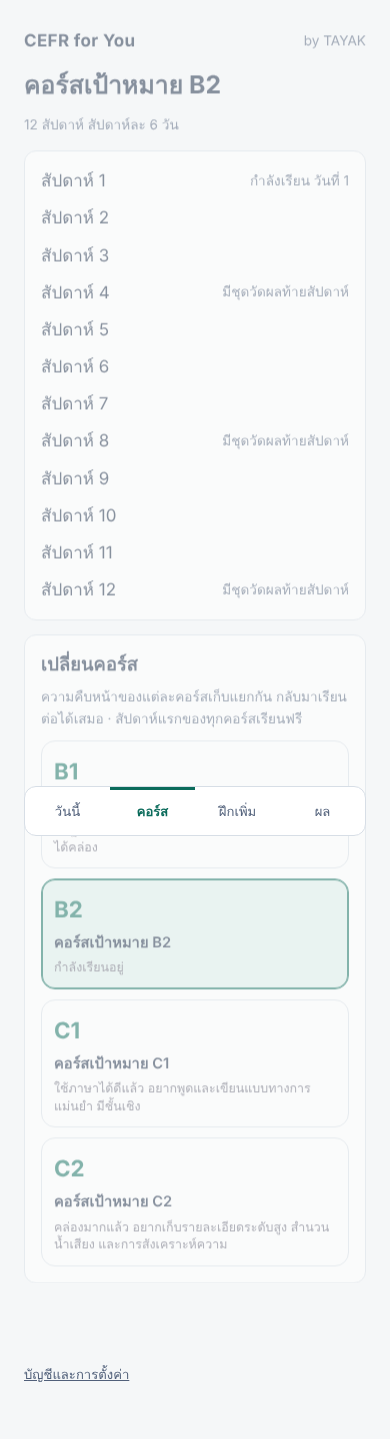 CEFR for You
by TAYAK
คอร์สเป้าหมาย B2
12 สัปดาห์ สัปดาห์ละ 6 วัน
สัปดาห์ 1
กำลังเรียน วันที่ 1
สัปดาห์ 2
สัปดาห์ 3
สัปดาห์ 4
มีชุดวัดผลท้ายสัปดาห์
สัปดาห์ 5
สัปดาห์ 6
สัปดาห์ 7
สัปดาห์ 8
มีชุดวัดผลท้ายสัปดาห์
สัปดาห์ 9
สัปดาห์ 10
สัปดาห์ 11
สัปดาห์ 12
มีชุดวัดผลท้ายสัปดาห์
เปลี่ยนคอร์ส
ความคืบหน้าของแต่ละคอร์สเก็บแยกกัน กลับมาเรียน
ต่อได้เสมอ · สัปดาห์แรกของทุกคอร์สเรียนฟรี
B1
วันนี้
คอร์ส
ฝึกเพิ่ม
ผล
ได้คล่อง
B2
คอร์สเป้าหมาย B2
กำลังเรียนอยู่
C1
คอร์สเป้าหมาย C1
ใช้ภาษาได้ดีแล้ว อยากพูดและเขียนแบบทางการ
แม่นยำ มีชั้นเชิง
C2
คอร์สเป้าหมาย C2
คล่องมากแล้ว อยากเก็บรายละเอียดระดับสูง สำนวน
น้ำเสียง และการสังเคราะห์ความ
บัญชีและการตั้งค่า